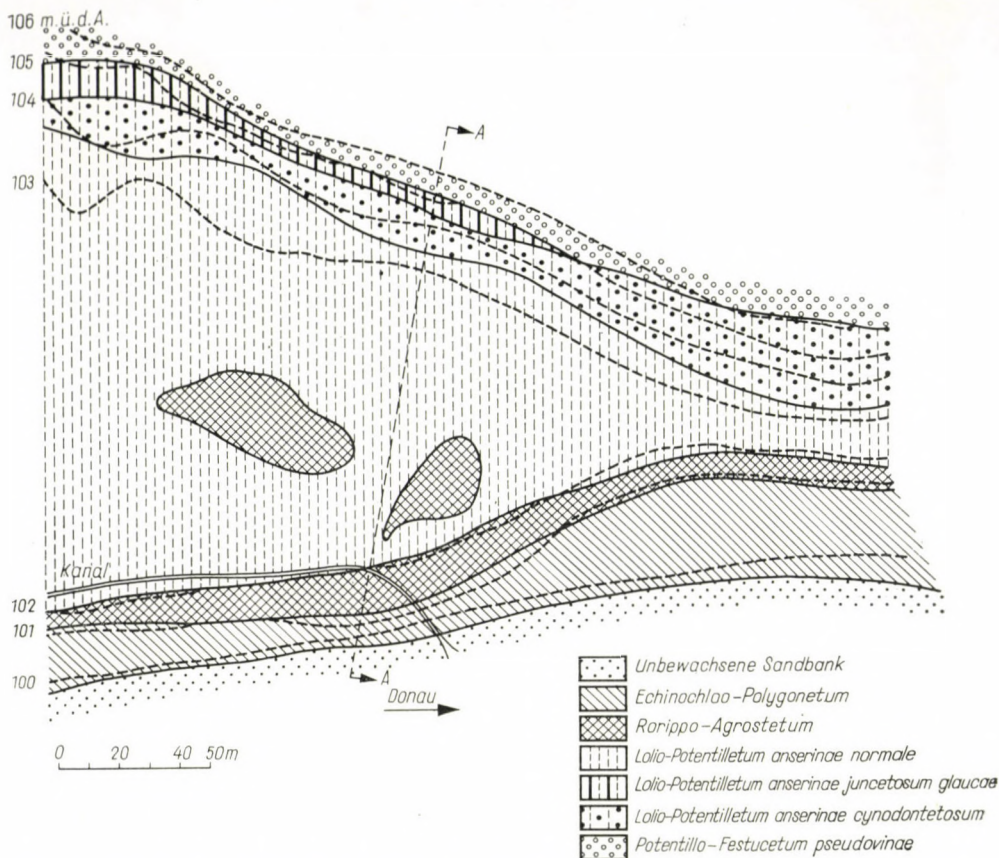 106 m.ü.d.A.
105
104
103
A
Kanal
102
101
100
A
Donau
0 20 40 50m
Unbewachsene Sandbank
Echinochloo-Polygonetum
Rorippo-Agrostetum
Lolio-Potentilletum anserinae normale
Lolio-Potentilletum anserinae juncetosum glaucae
Lolio-Potentilletum anserinae cynodontetosum
Potentillo-Festucetum pseudovinae